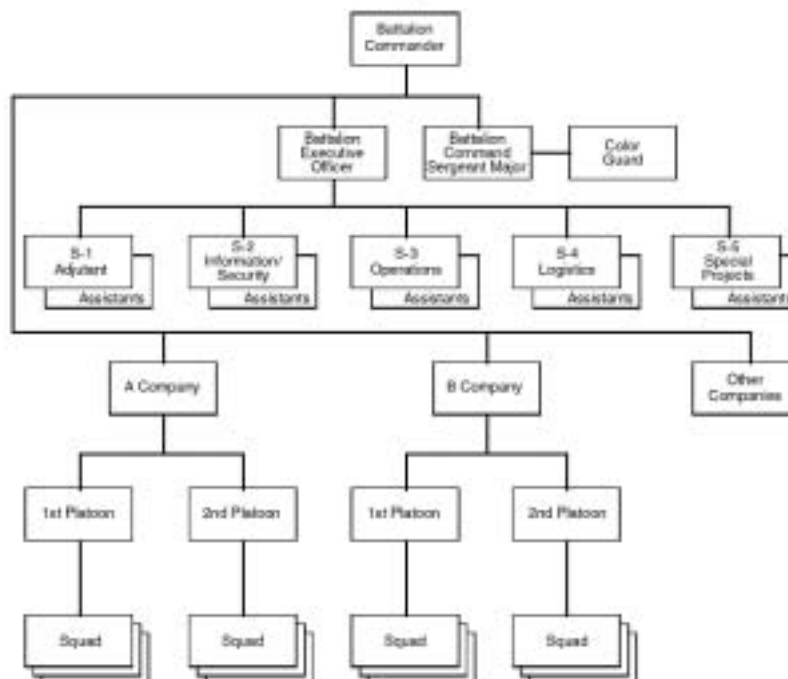 Battalion
Commander
Battalion
Executive
Officer
Battalion
Command
Sergeant Major
Color
Guard
S-1
Adjutant
Assistants
S-2
Information/
Security
Assistants
S-3
Operations
Assistants
S-4
Logistics
Assistants
S-5
Special
Projects
Assistants
A Company
B Company
Other
Companies
1st Platoon
2nd Platoon
1st Platoon
2nd Platoon
Squad
Squad
Squad
Squad